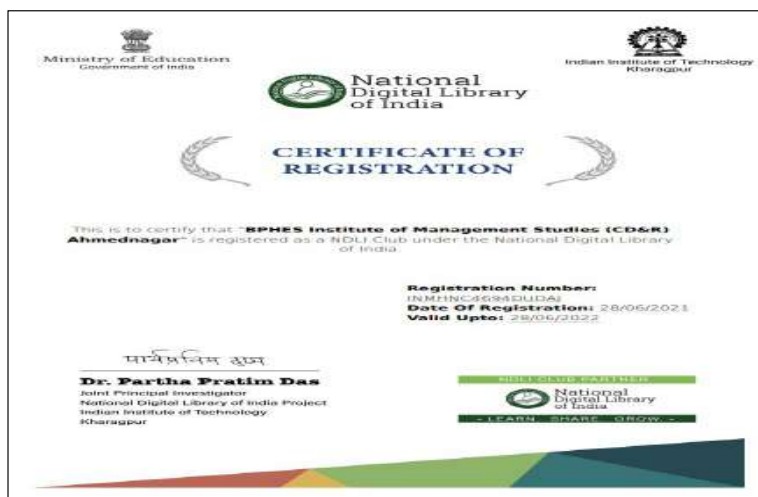 Ministry of Education
Government of India
Indian Institute of Technology
Kharagpur
National
Digital Library
of India
CERTIFICATE OF
REGISTRATION
This is to certify that "BPHES Institute of Management Studies (CD&R)
Ahmednagar" is registered as a NDLI Club under the National Digital Library
of India.
Registration Number:
INMHNC4694DUDAJ
Date Of Registration: 28/06/2021
Valid Upto: 28/06/2022
Dr. Partha Pratim Das
Joint Principal Investigator
National Digital Library of India Project
Indian Institute of Technology
Kharagpur
NDLI CLUB PARTNER
National
Digital Library
of India
- LEARN. SHARE. GROW. -